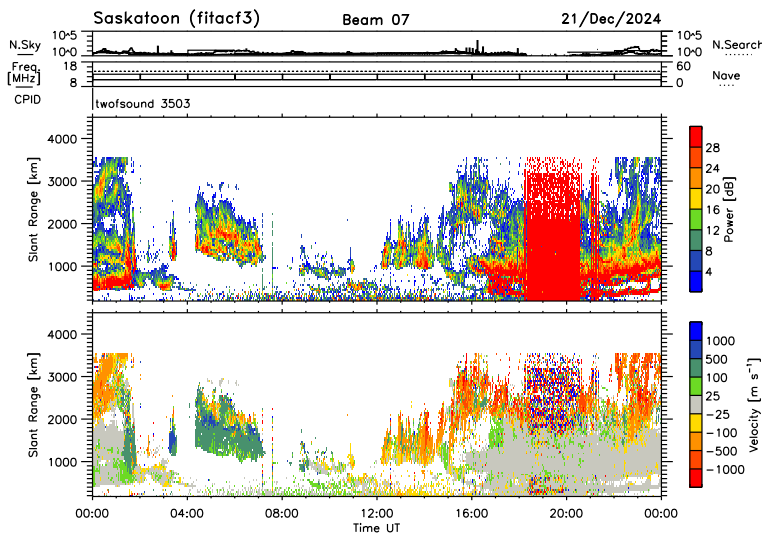 Saskatoon (fitacf3) Beam 07 21/Dec/2024
N.Sky 10^5 10^0 10^5 10^0 N.Search
Freq. [MHz] 18 8 60 0 Nave
CPID twofsound 3503
Slant Range [km] 4000 3000 2000 1000
Power [dB] 28 24 20 16 12 8 4
Slant Range [km] 4000 3000 2000 1000
Velocity [m s⁻¹] 1000 500 100 25 −25 −100 −500 −1000
00:00 04:00 08:00 12:00 16:00 20:00 00:00
Time UT